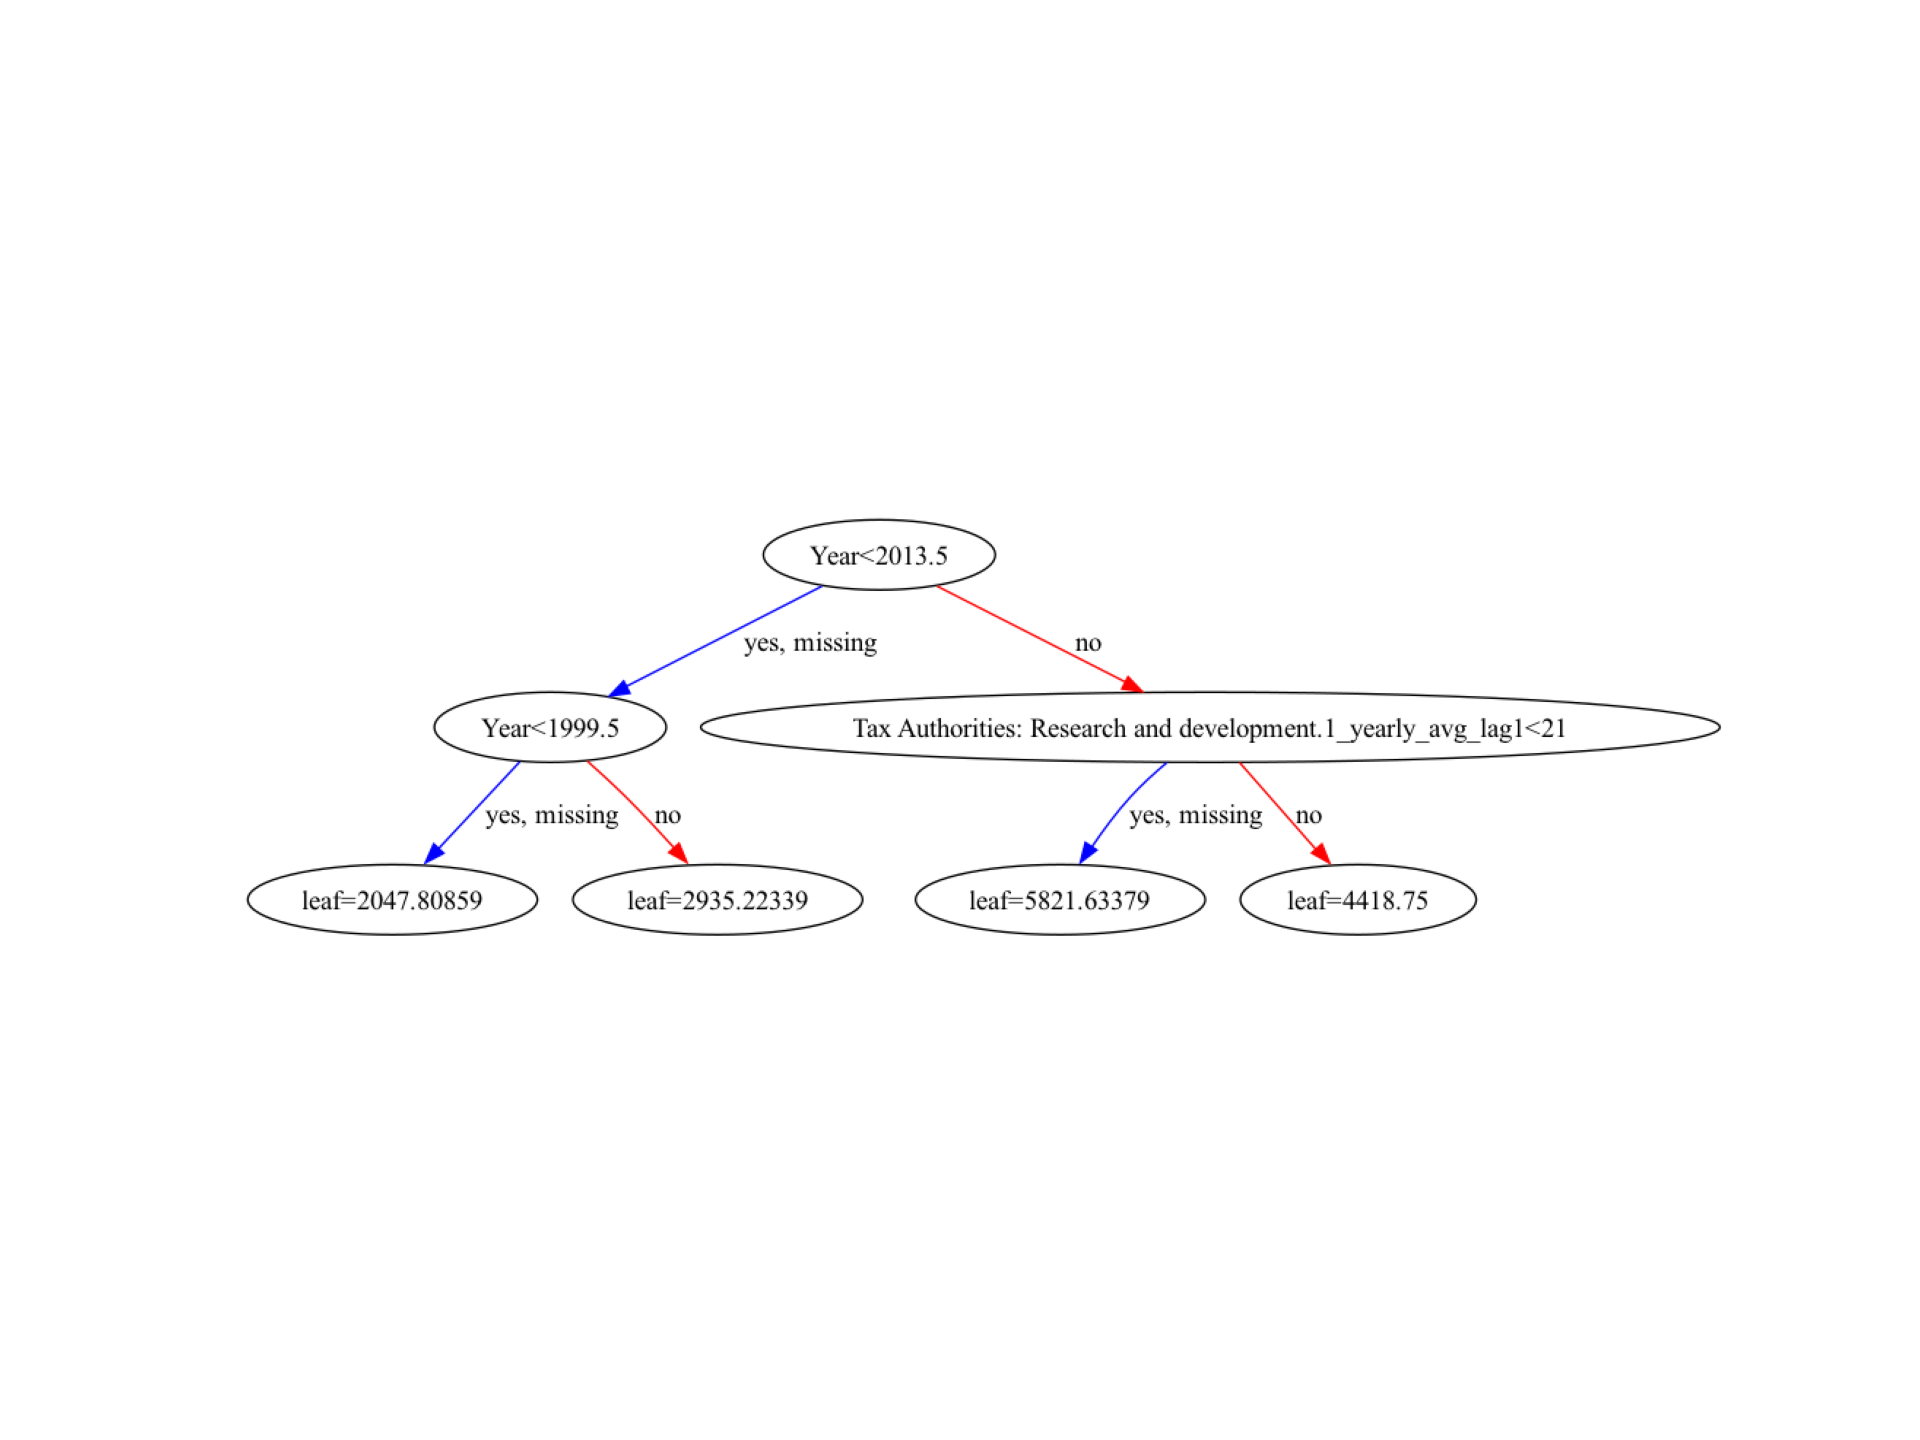 Year<2013.5
yes, missing
no
Year<1999.5
Tax Authorities: Research and development.1_yearly_avg_lag1<21
yes, missing
no
yes, missing
no
leaf=2047.80859
leaf=2935.22339
leaf=5821.63379
leaf=4418.75